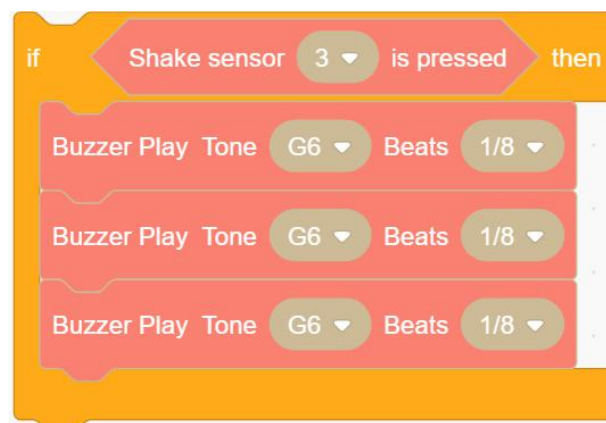 if Shake sensor 3 is pressed then
Buzzer Play Tone G6 Beats 1/8
Buzzer Play Tone G6 Beats 1/8
Buzzer Play Tone G6 Beats 1/8